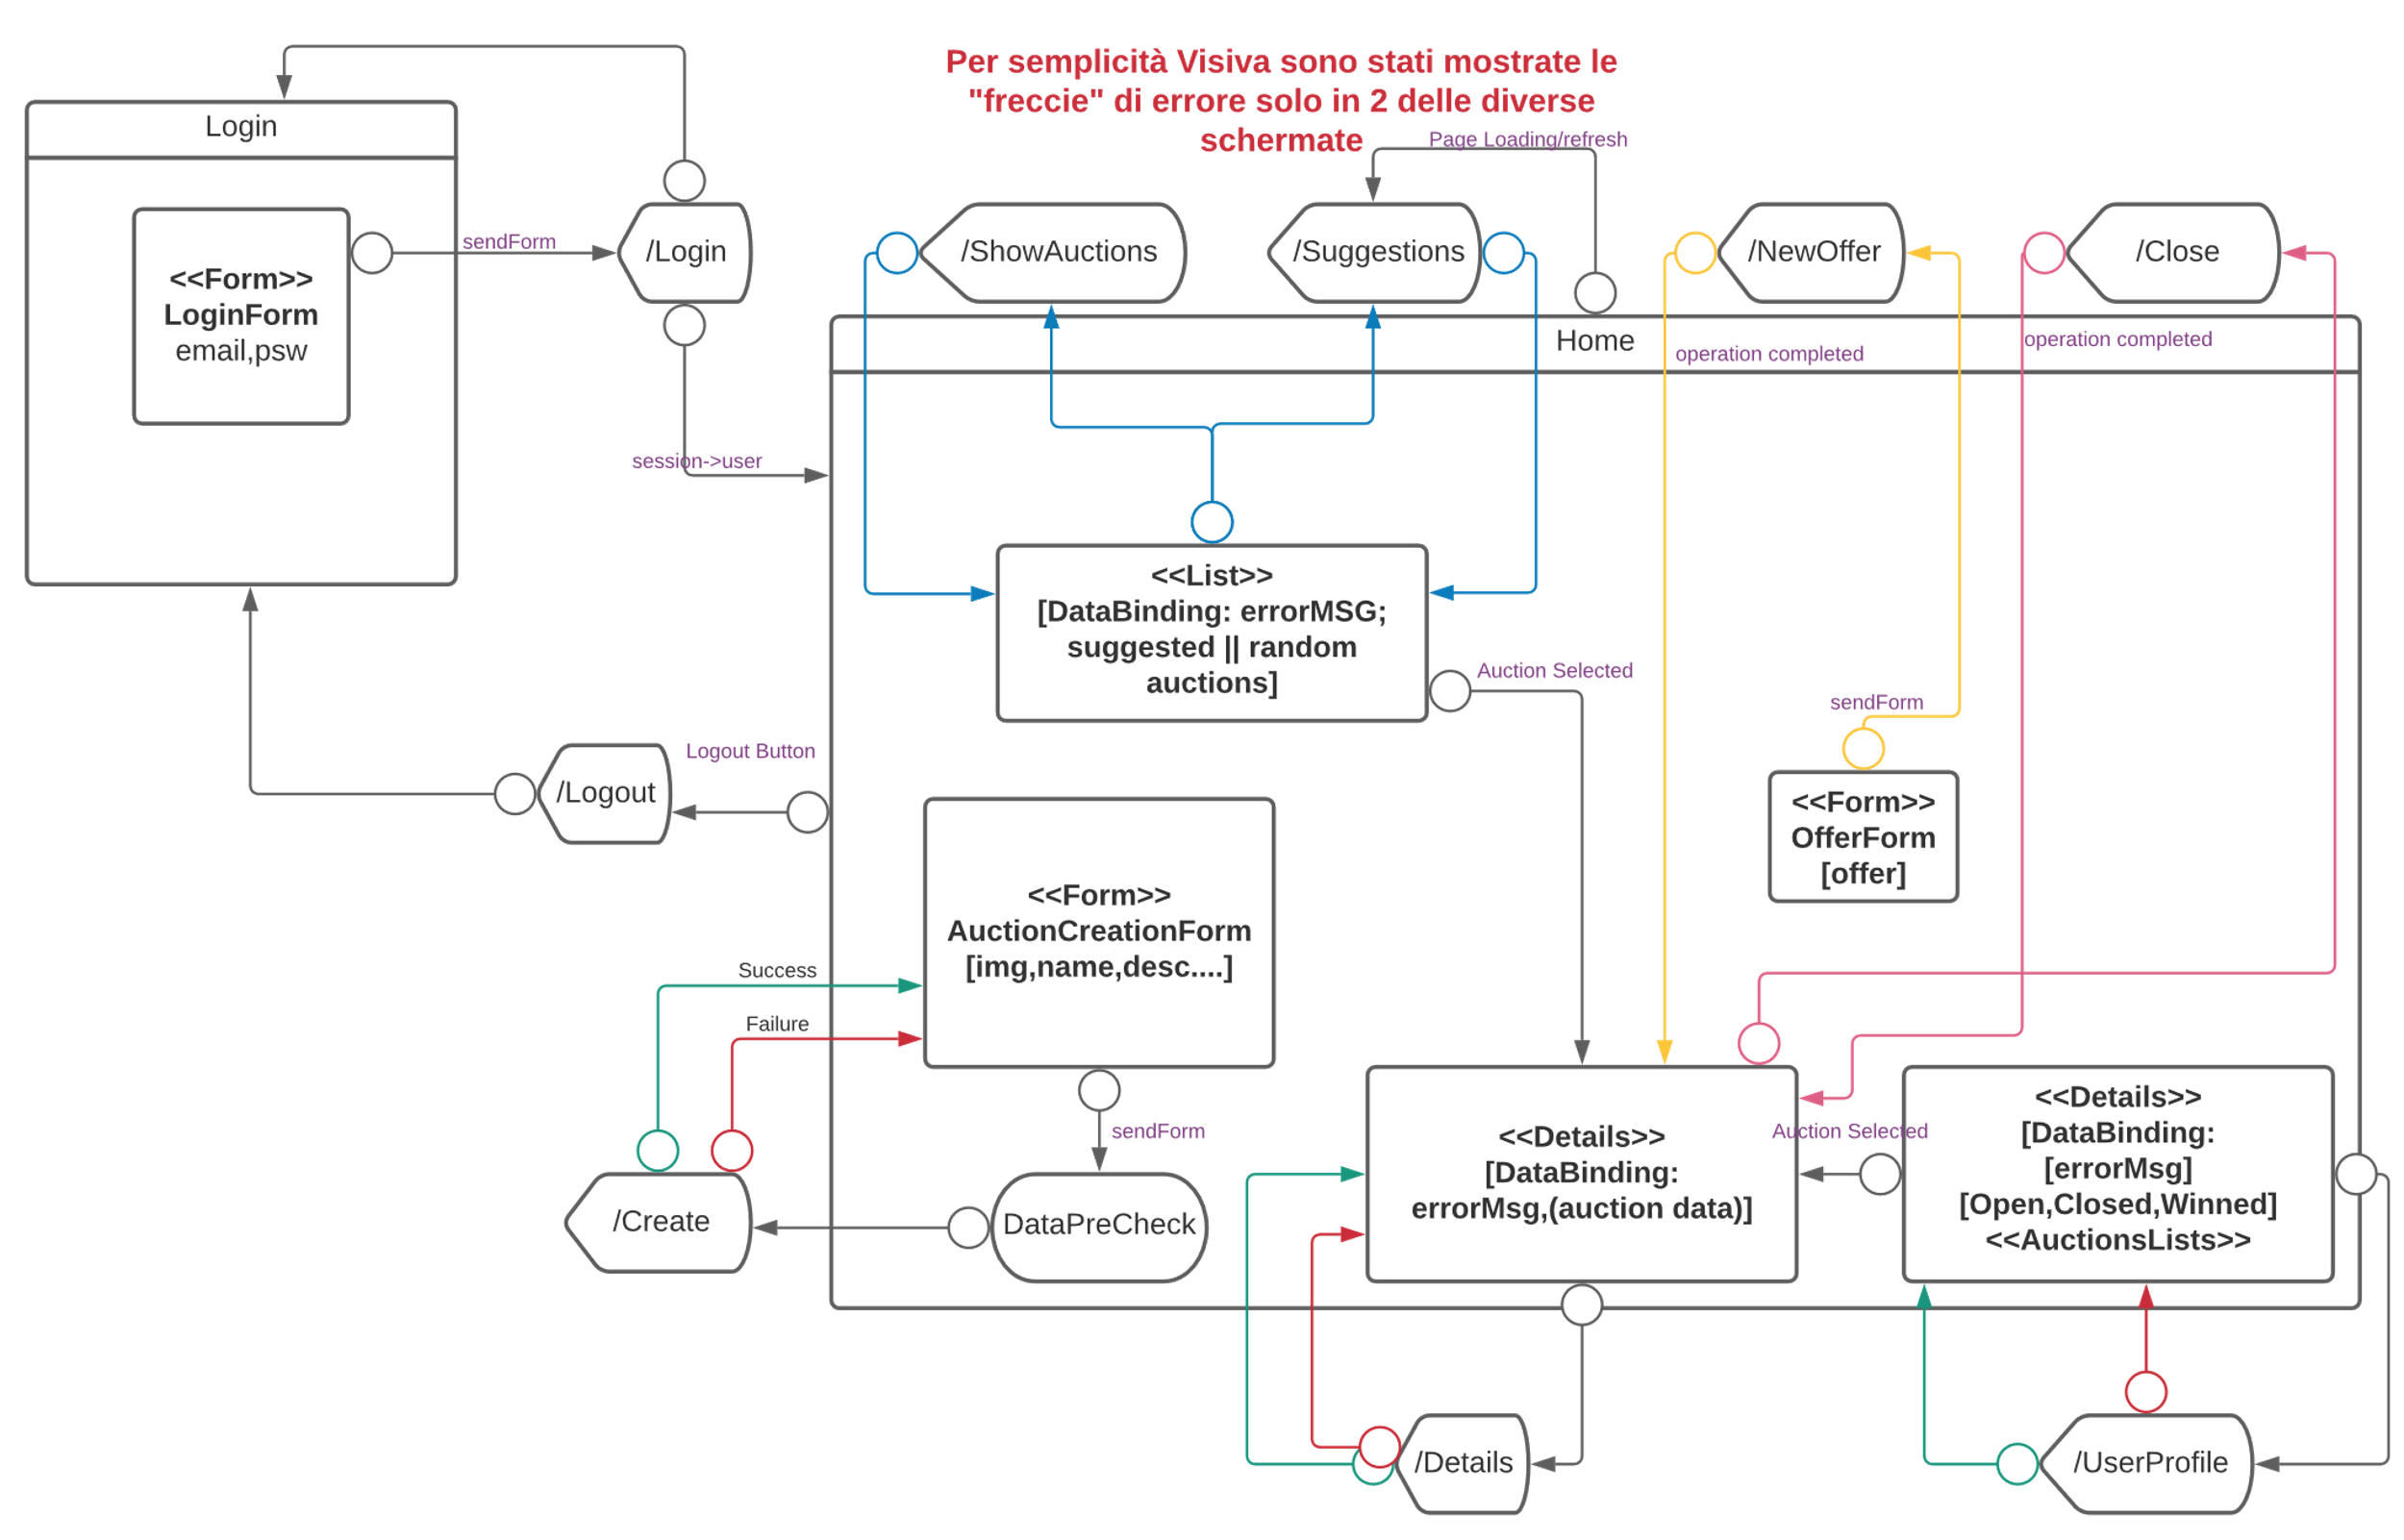 Per semplicità Visiva sono stati mostrate le
"freccie" di errore solo in 2 delle diverse
schermate
Page Loading/refresh
Login
<<Form>>
LoginForm
email,psw
sendForm
/Login
session->user
/ShowAuctions
/Suggestions
/NewOffer
/Close
Home
operation completed
operation completed
<<List>>
[DataBinding: errorMSG;
suggested || random
auctions]
Auction Selected
sendForm
<<Form>>
OfferForm
[offer]
Logout Button
/Logout
<<Form>>
AuctionCreationForm
[img,name,desc....]
Success
Failure
sendForm
/Create
DataPreCheck
<<Details>>
[DataBinding:
errorMsg,(auction data)]
Auction Selected
<<Details>>
[DataBinding:
[errorMsg]
[Open,Closed,Winned]
<<AuctionsLists>>
/Details
/UserProfile